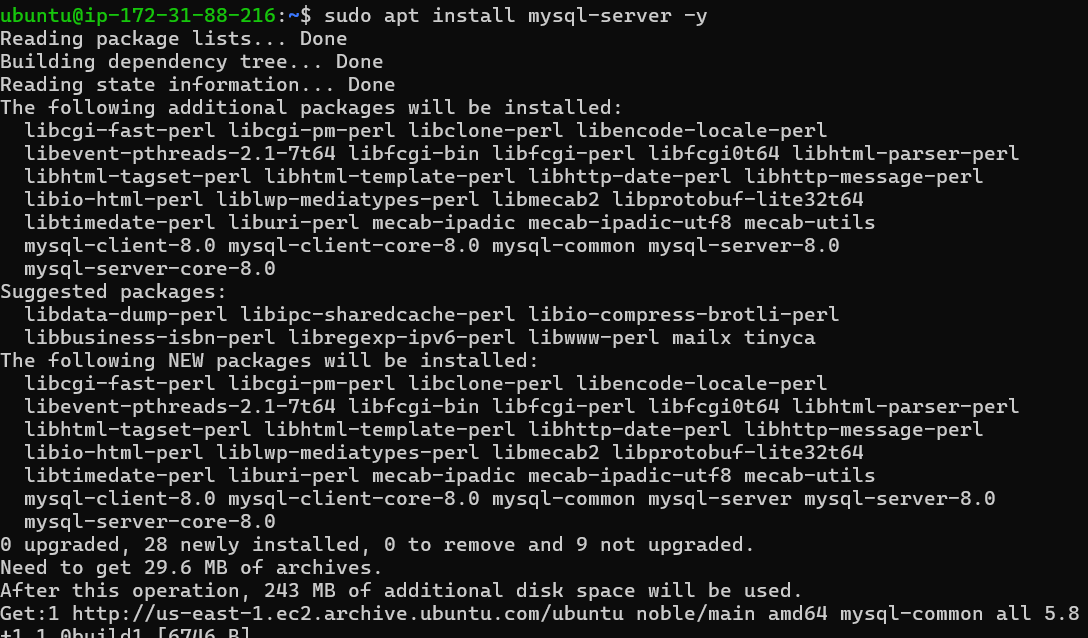 ubuntu@ip-172-31-88-216:~$ sudo apt install mysql-server -y
Reading package lists... Done
Building dependency tree... Done
Reading state information... Done
The following additional packages will be installed:
  libcgi-fast-perl libcgi-pm-perl libclone-perl libencode-locale-perl
  libevent-pthreads-2.1-7t64 libfcgi-bin libfcgi-perl libfcgi0t64 libhtml-parser-perl
  libhtml-tagset-perl libhtml-template-perl libhttp-date-perl libhttp-message-perl
  libio-html-perl liblwp-mediatypes-perl libmecab2 libprotobuf-lite32t64
  libtimedate-perl liburi-perl mecab-ipadic mecab-ipadic-utf8 mecab-utils
  mysql-client-8.0 mysql-client-core-8.0 mysql-common mysql-server-8.0
  mysql-server-core-8.0
Suggested packages:
  libdata-dump-perl libipc-sharedcache-perl libio-compress-brotli-perl
  libbusiness-isbn-perl libregexp-ipv6-perl libwww-perl mailx tinyca
The following NEW packages will be installed:
  libcgi-fast-perl libcgi-pm-perl libclone-perl libencode-locale-perl
  libevent-pthreads-2.1-7t64 libfcgi-bin libfcgi-perl libfcgi0t64 libhtml-parser-perl
  libhtml-tagset-perl libhtml-template-perl libhttp-date-perl libhttp-message-perl
  libio-html-perl liblwp-mediatypes-perl libmecab2 libprotobuf-lite32t64
  libtimedate-perl liburi-perl mecab-ipadic mecab-ipadic-utf8 mecab-utils
  mysql-client-8.0 mysql-client-core-8.0 mysql-common mysql-server mysql-server-8.0
  mysql-server-core-8.0
0 upgraded, 28 newly installed, 0 to remove and 9 not upgraded.
Need to get 29.6 MB of archives.
After this operation, 243 MB of additional disk space will be used.
Get:1 http://us-east-1.ec2.archive.ubuntu.com/ubuntu noble/main amd64 mysql-common all 5.8
+1.1.0build1 [6746 B]